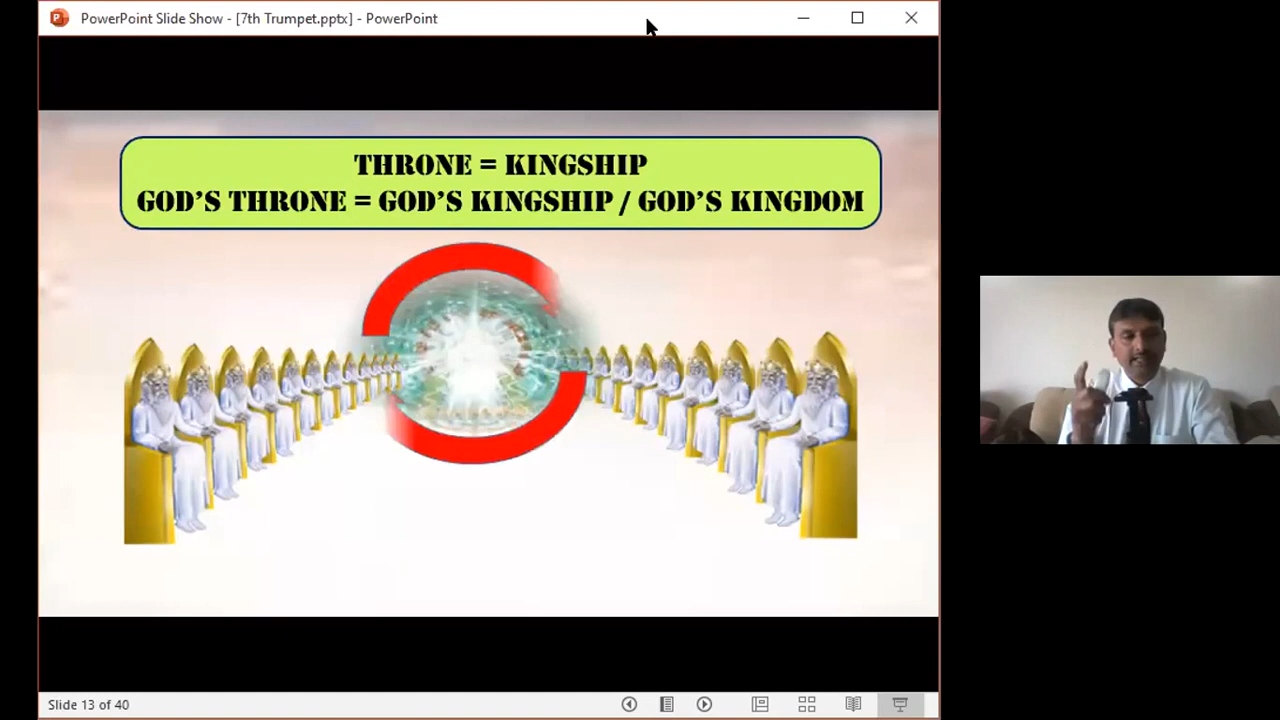 PowerPoint Slide Show - [7th Trumpet.pptx] - PowerPoint
THRONE = KINGSHIP
GOD'S THRONE = GOD'S KINGSHIP / GOD'S KINGDOM
Slide 13 of 40